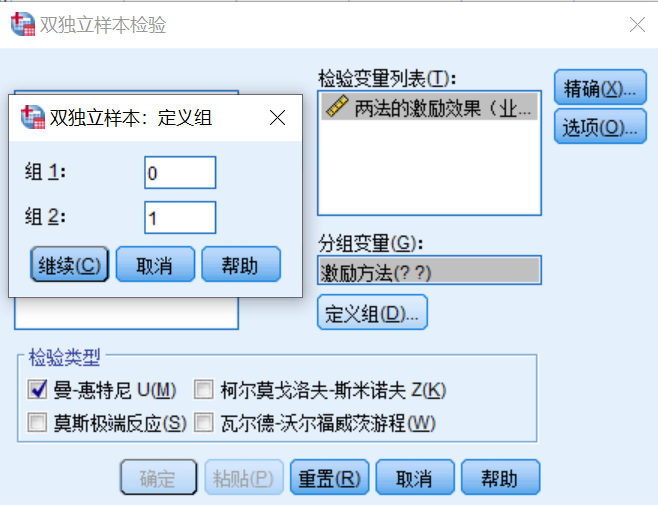 双独立样本检验
检验变量列表(T):
两法的激励效果（业...
精确(X)...
选项(O)...
双独立样本：定义组
组 1:
0
组 2:
1
继续(C)
取消
帮助
分组变量(G):
激励方法(? ?)
定义组(D)...
检验类型
曼-惠特尼 U(M)
柯尔莫戈洛夫-斯米诺夫 Z(K)
莫斯极端反应(S)
瓦尔德-沃尔福威茨游程(W)
确定
粘贴(P)
重置(R)
取消
帮助